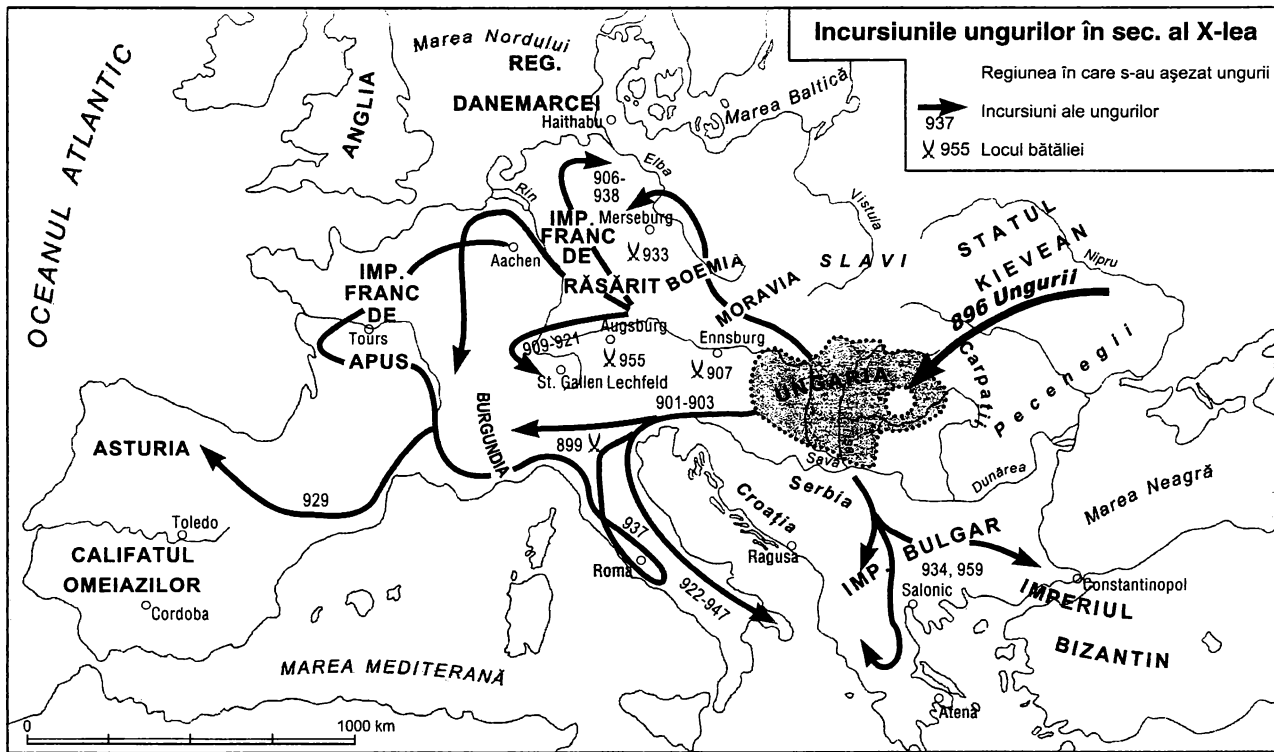 Incursiunile ungurilor în sec. al X-lea
Regiunea în care s-au aşezat ungurii
937
Incursiuni ale ungurilor
955 Locul bătăliei
OCEANUL ATLANTIC
Marea Nordului
ANGLIA
REG.
DANEMARCEI
Haithabu
Marea Baltică
Elba
Rin
Vistula
906-
938
Merseburg
933
IMP.
FRANC
DE
RĂSĂRIT
Aachen
BOEMIA
MORAVIA
SLAVI
STATUL
KIEVEAN
Nipru
896 Ungurii
Pecenegii
Carpaţii
IMP.
FRANC
DE
Tours
APUS
Augsburg
909-921
955
St. Gallen
Lechfeld
Ennsburg
907
UNGARIA
901-903
BURGUNDIA
899
Sava
Dunărea
Marea Neagră
ASTURIA
929
Toledo
CALIFATUL
OMEIAZILOR
Cordoba
937
Roma
922-947
Croaţia
Serbia
Ragusa
IMP. BULGAR
934, 959
Salonic
Constantinopol
IMPERIUL
BIZANTIN
Atena
MAREA MEDITERANĂ
0
1000 km